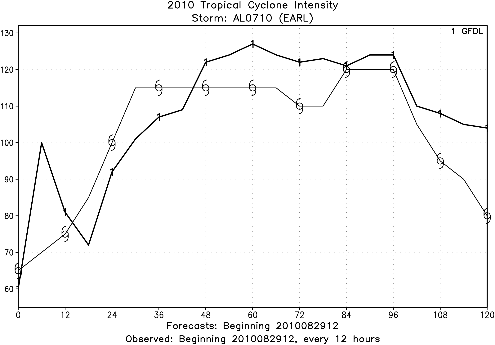 2010 Tropical Cyclone Intensity
Storm: AL0710 (EARL)
1 GFDL
130
120
110
100
90
80
70
60
0 12 24 36 48 60 72 84 96 108 120
Forecasts: Beginning 2010082912
Observed: Beginning 2010082912, every 12 hours